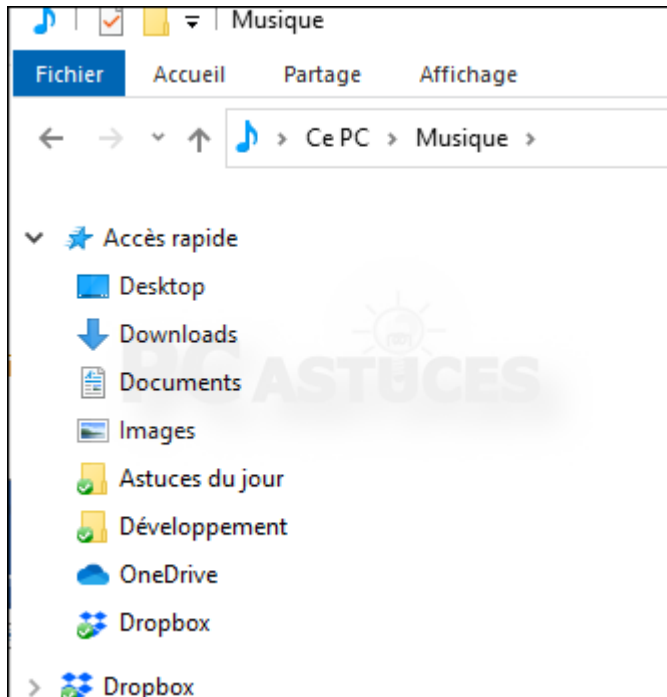 Musique
Fichier Accueil Partage Affichage
Ce PC Musique
Accès rapide
Desktop
Downloads
Documents
PC ASTUCES
Images
Astuces du jour
Développement
OneDrive
Dropbox
Dropbox